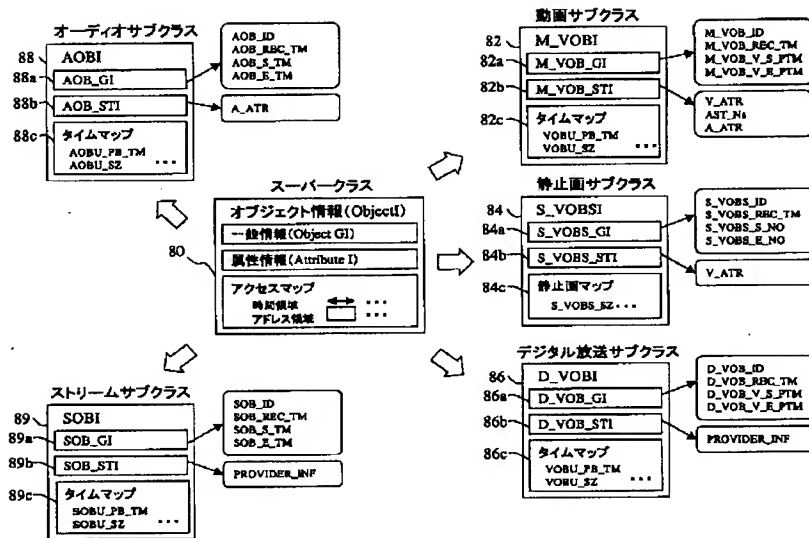 オーディオサブクラス
88
AOBI
88a
AOB_GI
88b
AOB_STI
88c
タイムマップ
AOBU_PB_TM
AOBU_SZ ・・・
AOB_ID
AOB_REC_TM
AOB_S_TM
AOB_E_TM
A_ATR
動画サブクラス
82
M_VOBI
82a
M_VOB_GI
82b
M_VOB_STI
82c
タイムマップ
VOBU_PB_TM
VOBU_SZ ・・・
M_VOB_ID
M_VOB_REC_TM
M_VOB_V_S_PTM
M_VOB_V_E_PTM
V_ATR
AST_Ns
A_ATR
スーパークラス
80
オブジェクト情報(ObjectI)
一般情報(Object GI)
属性情報(Attribute I)
アクセスマップ
時間領域 ・・・
アドレス領域 ・・・
静止画サブクラス
84
S_VOBSI
84a
S_VOBS_GI
84b
S_VOBS_STI
84c
静止画マップ
S_VOBS_SZ・・・
S_VOBS_ID
S_VOBS_REC_TM
S_VOBS_S_NO
S_VOBS_E_NO
V_ATR
ストリームサブクラス
89
SOBI
89a
SOB_GI
89b
SOB_STI
89c
タイムマップ
SOBU_PB_TM
SOBU_SZ ・・・
SOB_ID
SOB_REC_TM
SOB_S_TM
SOB_E_TM
PROVIDER_INF
デジタル放送サブクラス
86
D_VOBI
86a
D_VOB_GI
86b
D_VOB_STI
86c
タイムマップ
VOBU_PB_TM
VOBU_SZ ・・・
D_VOB_ID
D_VOB_REC_TM
D_VOB_V_S_PTM
D_VOB_V_E_PTM
PROVIDER_INF